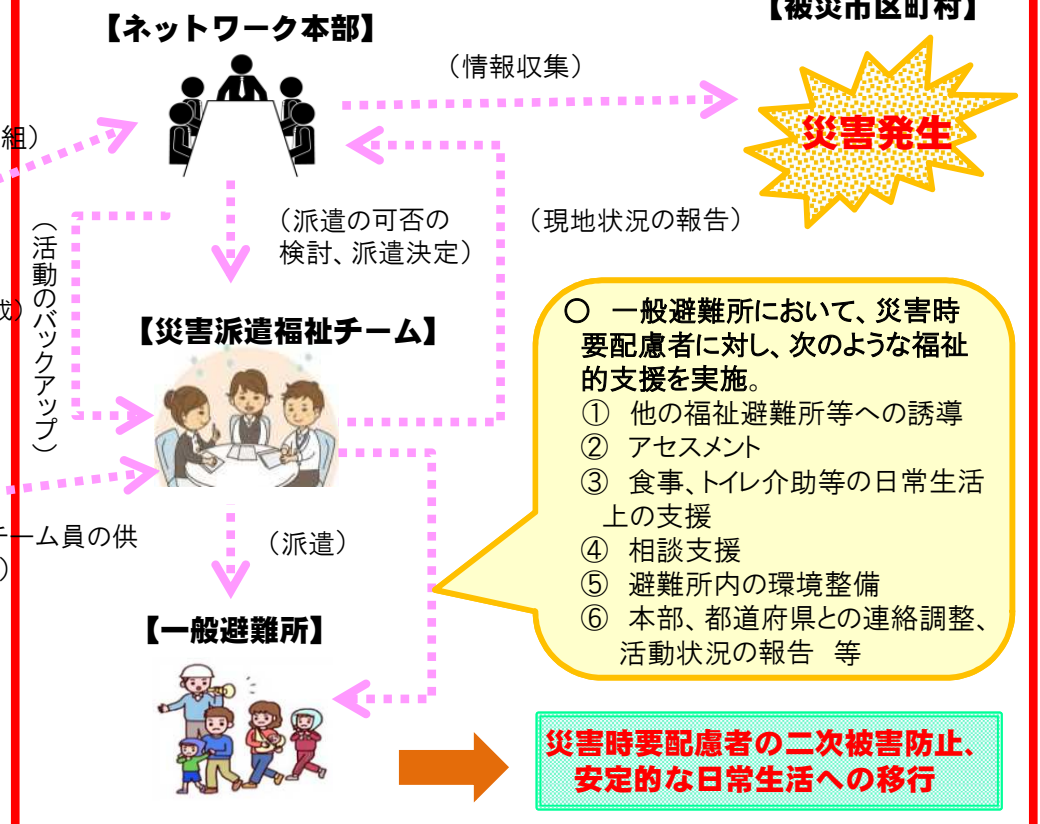 【被災市区町村】
【ネットワーク本部】
（情報収集）
災害発生
組）
（派遣の可否の
検討、派遣決定）
（現地状況の報告）
（活動のバックアップ）
【災害派遣福祉チーム】
○　一般避難所において、災害時
要配慮者に対し、次のような福祉
的支援を実施。
①　他の福祉避難所等への誘導
②　アセスメント
③　食事、トイレ介助等の日常生活
上の支援
④　相談支援
⑤　避難所内の環境整備
⑥　本部、都道府県との連絡調整、
活動状況の報告　等
チーム員の供
）
（派遣）
【一般避難所】
災害時要配慮者の二次被害防止、
安定的な日常生活への移行